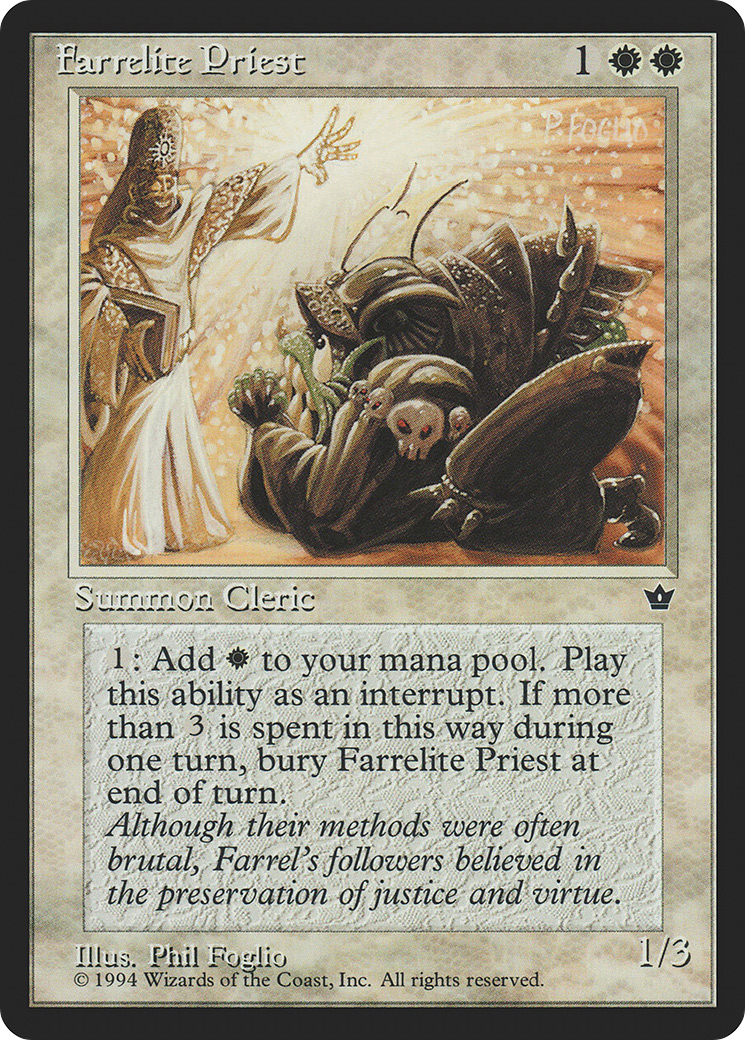 Farrelite Priest 1
P. FOGLIO
Summon Cleric
1: Add to your mana pool. Play
this ability as an interrupt. If more
than 3 is spent in this way during
one turn, bury Farrelite Priest at
end of turn.
Although their methods were often
brutal, Farrel's followers believed in
the preservation of justice and virtue.
Illus. Phil Foglio 1/3
© 1994 Wizards of the Coast, Inc. All rights reserved.